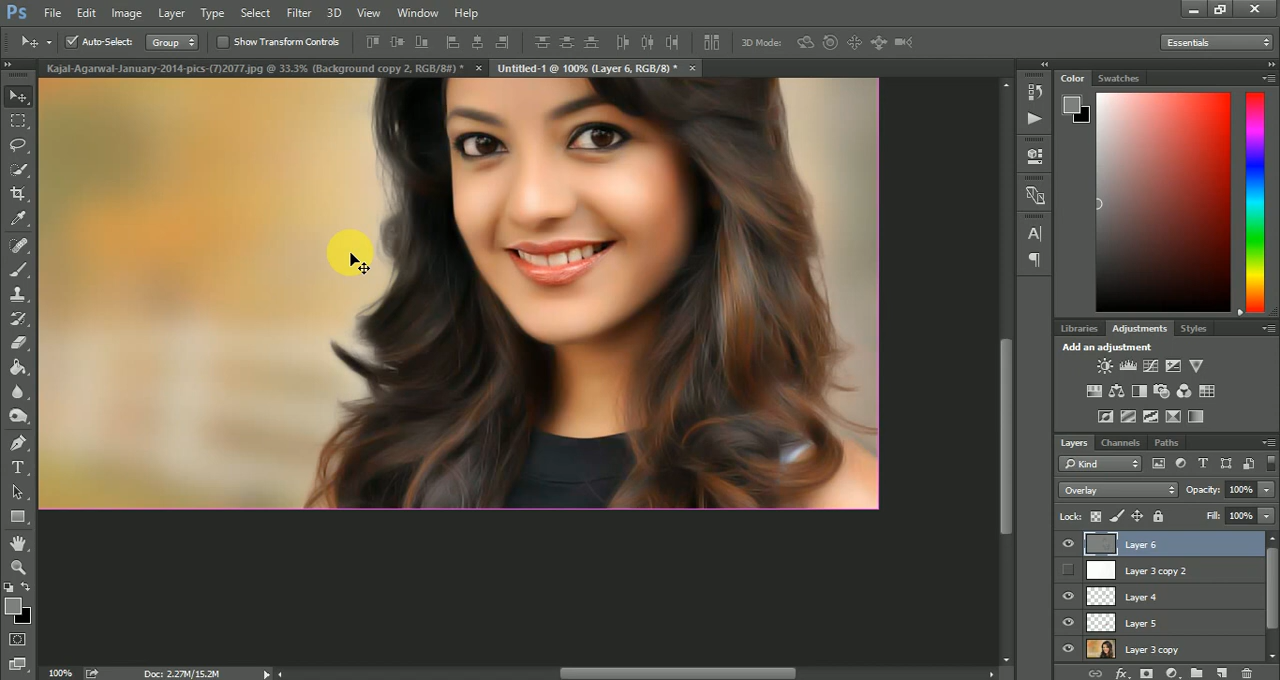 Ps File Edit Image Layer Type Select Filter 3D View Window Help
Auto-Select: Group Show Transform Controls 3D Mode: Essentials
Kajal-Agarwal-January-2014-pics-(7)2077.jpg @ 33.3% (Background copy 2, RGB/8#) * × Untitled-1 @ 100% (Layer 6, RGB/8) * ×
Color Swatches
Libraries Adjustments Styles
Add an adjustment
Layers Channels Paths
Kind
Overlay Opacity: 100%
Lock: Fill: 100%
Layer 6
Layer 3 copy 2
Layer 4
Layer 5
Layer 3 copy
100% Doc: 2.27M/15.2M